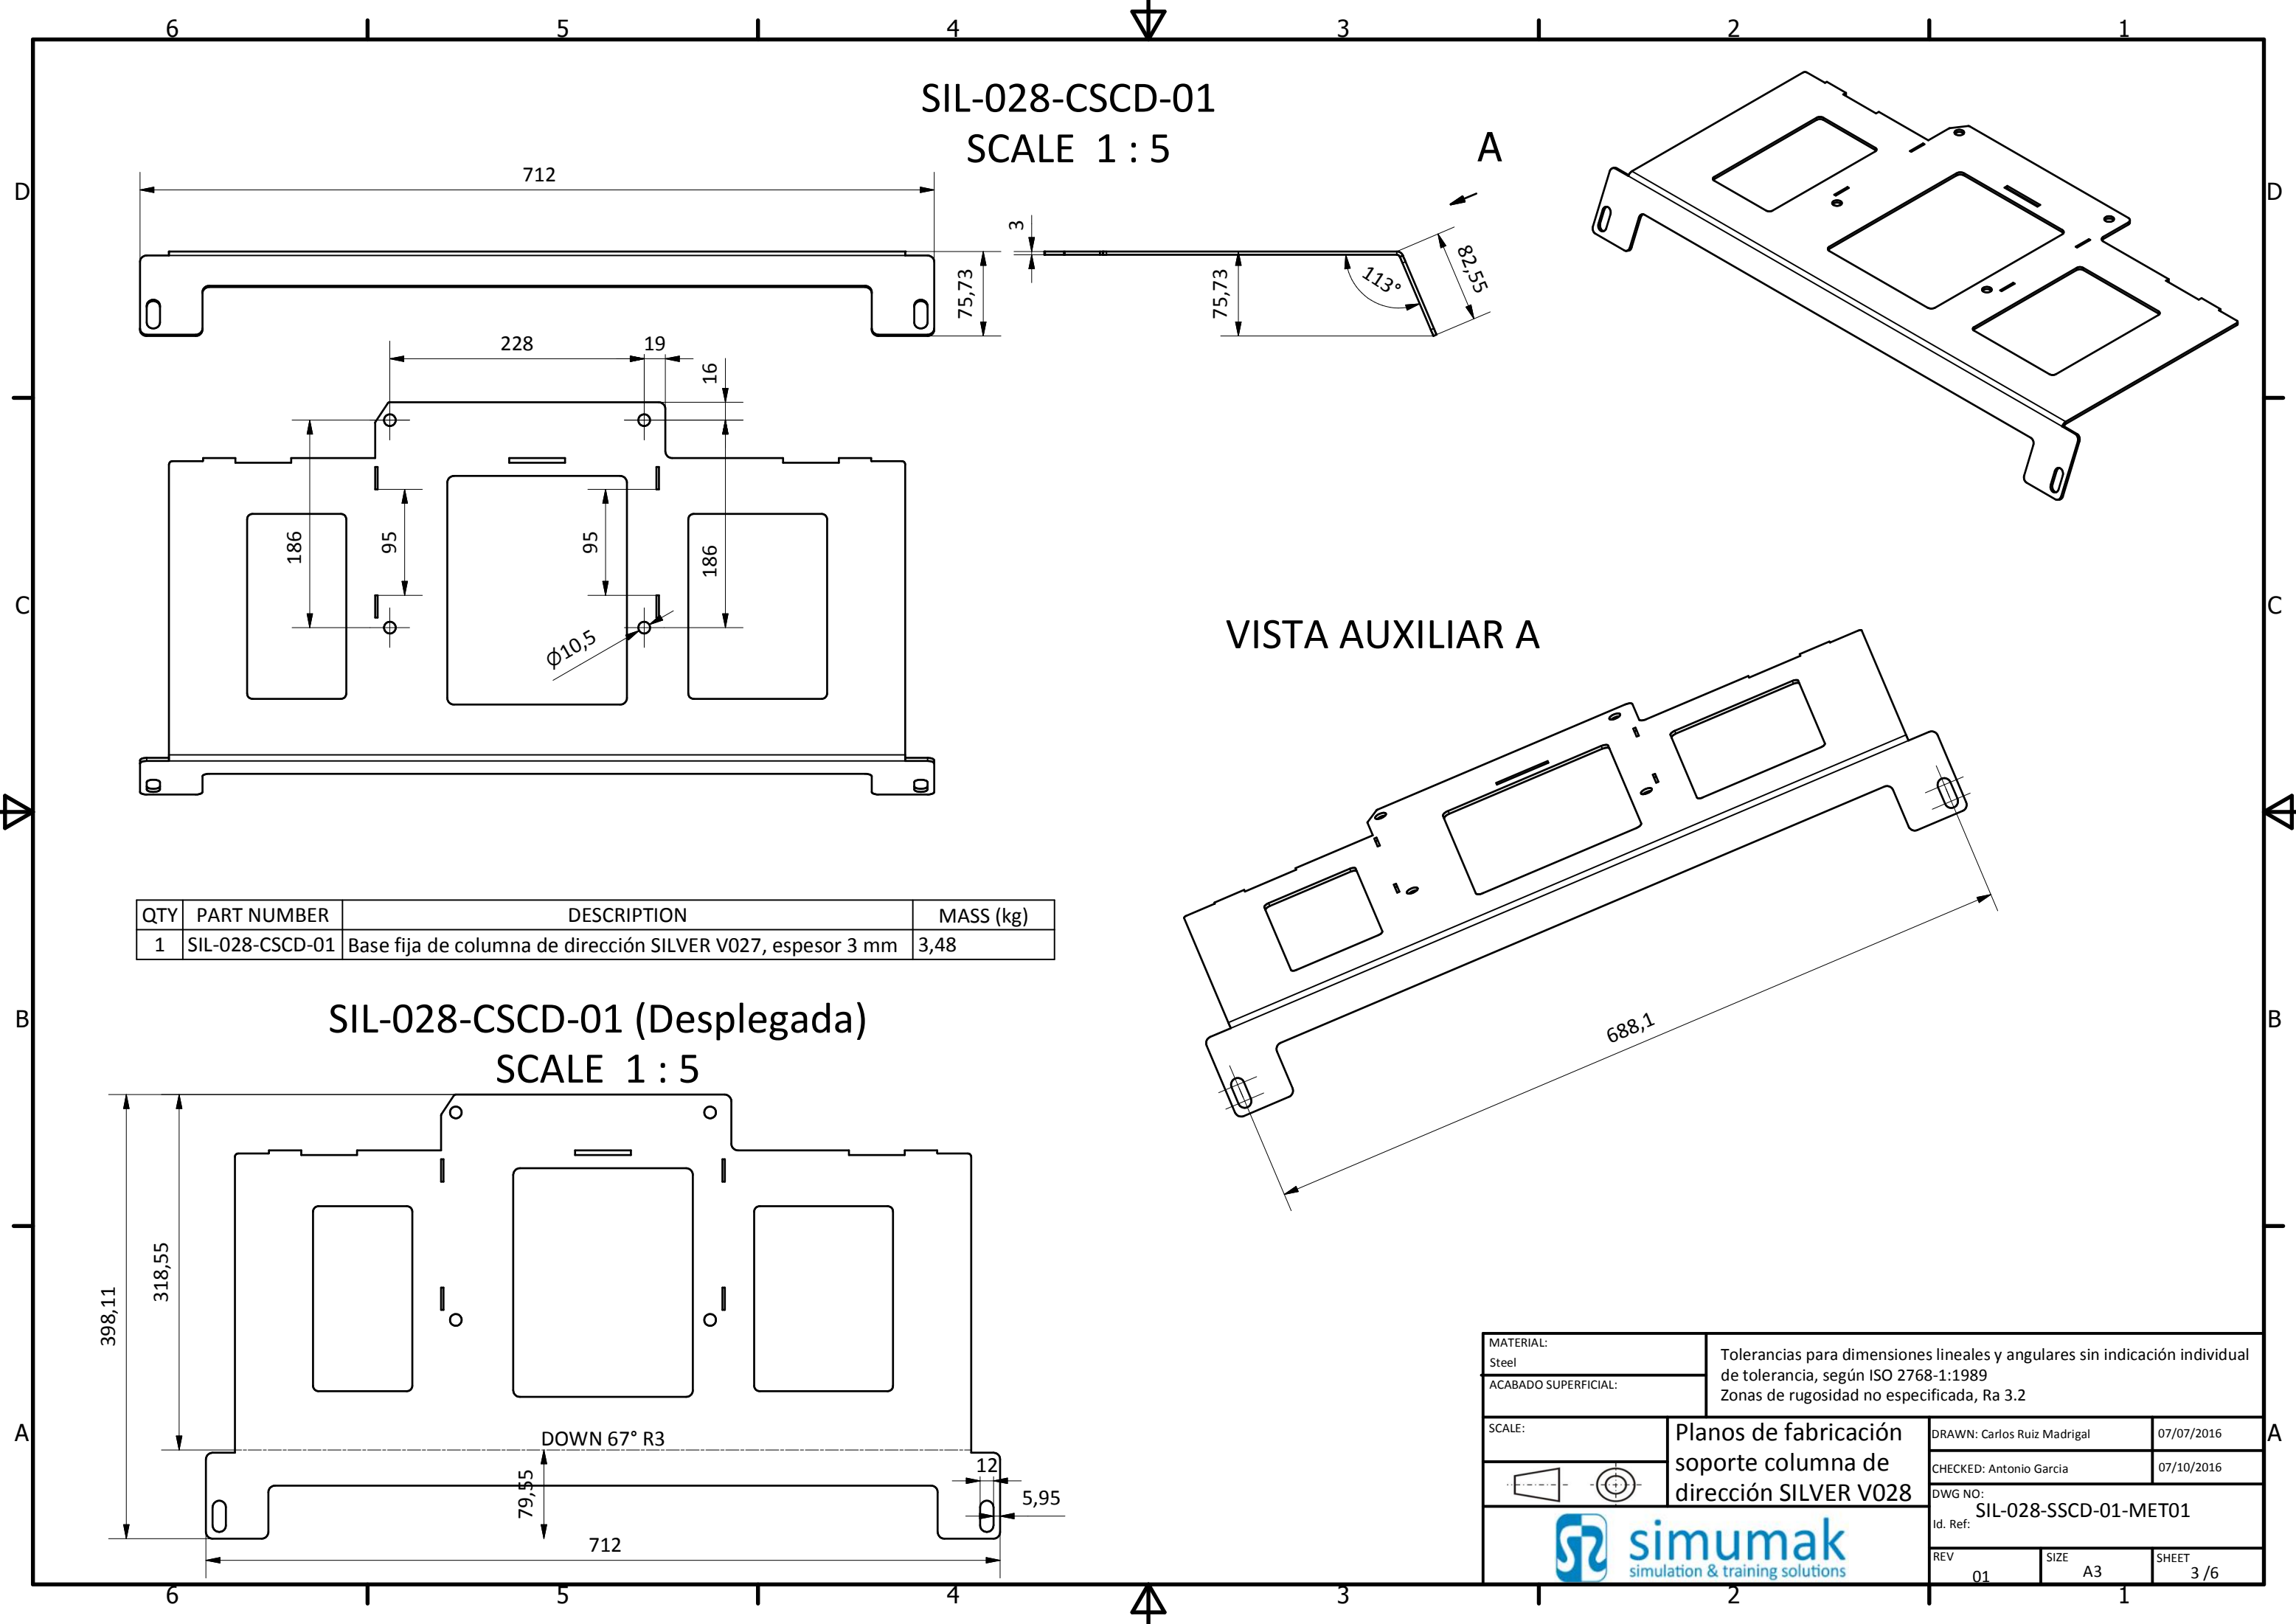 6 5 4 3 2 1
D
C
B
A
D
C
B
A
SIL-028-CSCD-01
SCALE 1 : 5
A
712
75,73
3
75,73
113°
82,55
228
19
16
186
95
95
186
Ø10,5
VISTA AUXILIAR A
688,1
QTY PART NUMBER DESCRIPTION MASS (kg)
1 SIL-028-CSCD-01 Base fija de columna de dirección SILVER V027, espesor 3 mm 3,48
SIL-028-CSCD-01 (Desplegada)
SCALE 1 : 5
398,11
318,55
DOWN 67° R3
79,55
12
5,95
712
MATERIAL:
Steel
ACABADO SUPERFICIAL:
Tolerancias para dimensiones lineales y angulares sin indicación individual
de tolerancia, según ISO 2768-1:1989
Zonas de rugosidad no especificada, Ra 3.2
SCALE:
Planos de fabricación
soporte columna de
dirección SILVER V028
DRAWN: Carlos Ruiz Madrigal 07/07/2016
CHECKED: Antonio Garcia 07/10/2016
DWG NO:
SIL-028-SSCD-01-MET01
Id. Ref:
REV 01
SIZE A3
SHEET 3 /6
simumak
simulation & training solutions
6 5 4 3 2 1